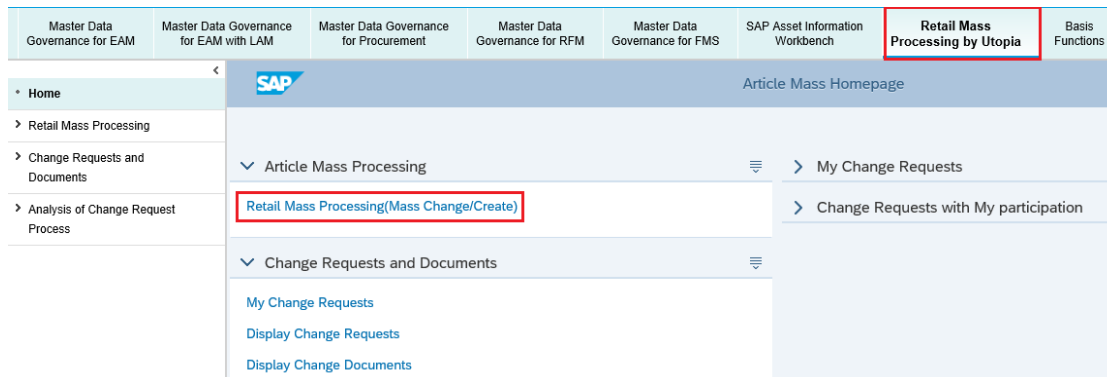 Master Data
Governance for EAM
Master Data Governance
for EAM with LAM
Master Data Governance
for Procurement
Master Data
Governance for RFM
Master Data
Governance for FMS
SAP Asset Information
Workbench
Retail Mass
Processing by Utopia
Basis
Functions
Home
Retail Mass Processing
Change Requests and
Documents
Analysis of Change Request
Process
SAP
Article Mass Homepage
Article Mass Processing
Retail Mass Processing(Mass Change/Create)
Change Requests and Documents
My Change Requests
Display Change Requests
Display Change Documents
My Change Requests
Change Requests with My participation